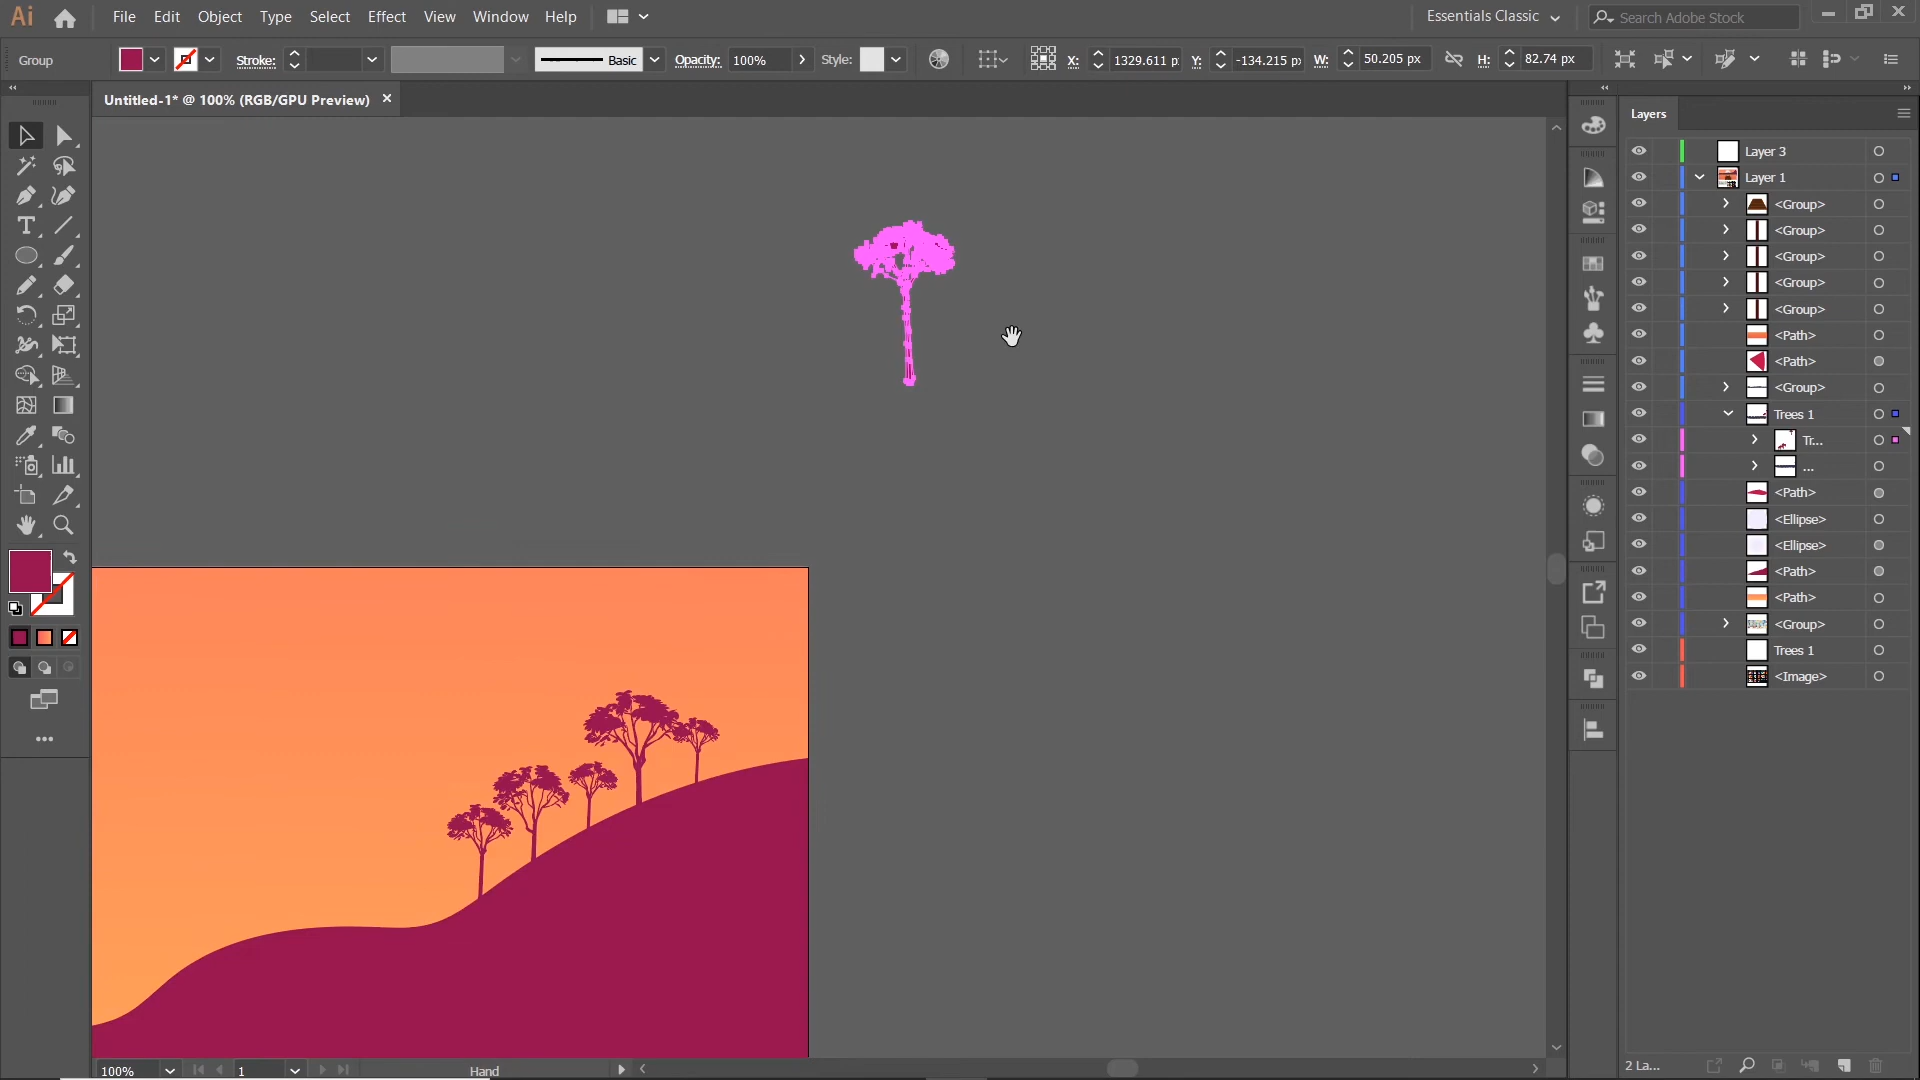 Ai File Edit Object Type Select Effect View Window Help Essentials Classic Search Adobe Stock
Group Stroke: Basic Opacity: 100% Style: X: 1329.611 p Y: -134.215 px W: 50.205 px H: 82.74 px
Untitled-1* @ 100% (RGB/GPU Preview)
Layers
Layer 3
Layer 1
<Group>
<Group>
<Group>
<Group>
<Group>
<Path>
<Path>
<Group>
Trees 1
Tr...
...
<Path>
<Ellipse>
<Ellipse>
<Path>
<Path>
<Group>
Trees 1
<Image>
100% 1 Hand 2 La...